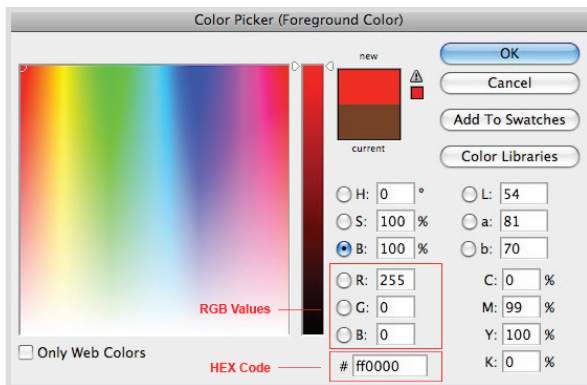 Color Picker (Foreground Color)
new
current
OK
Cancel
Add To Swatches
Color Libraries
H: 0 °
S: 100 %
B: 100 %
R: 255
G: 0
B: 0
# ff0000
L: 54
a: 81
b: 70
C: 0 %
M: 99 %
Y: 100 %
K: 0 %
RGB Values
HEX Code
Only Web Colors